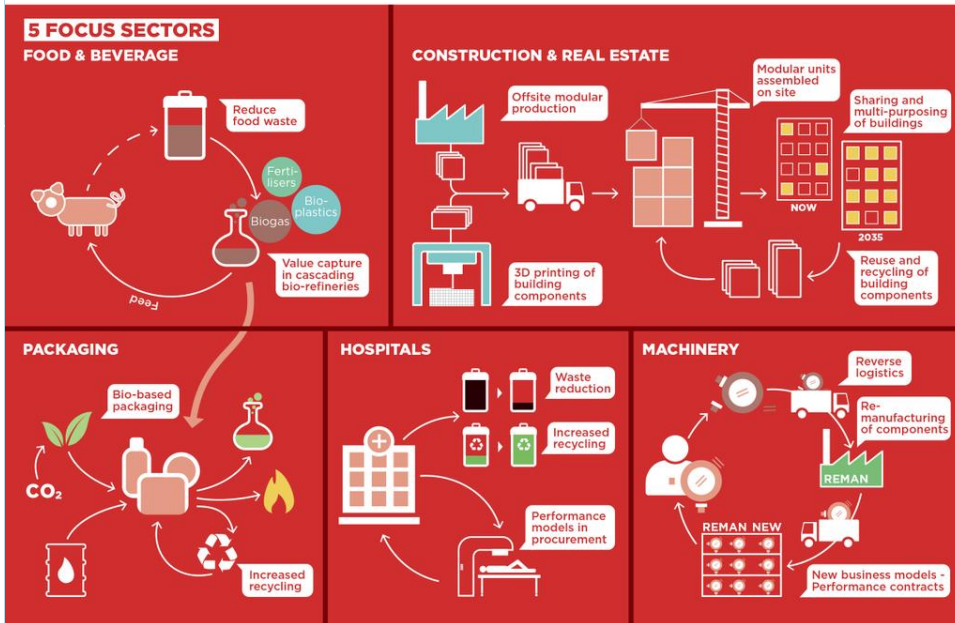 5 FOCUS SECTORS
FOOD & BEVERAGE
Reduce
food waste
Ferti-
lisers
Bio-
plastics
Biogas
Value capture
in cascading
bio-refineries
Feed
CONSTRUCTION & REAL ESTATE
Offsite modular
production
3D printing of
building
components
Modular units
assembled
on site
Sharing and
multi-purposing
of buildings
NOW
2035
Reuse and
recycling of
building
components
PACKAGING
Bio-based
packaging
CO₂
Increased
recycling
HOSPITALS
Waste
reduction
Increased
recycling
Performance
models in
procurement
MACHINERY
Reverse
logistics
Re-
manufacturing
of components
REMAN
REMAN NEW
New business models -
Performance contracts